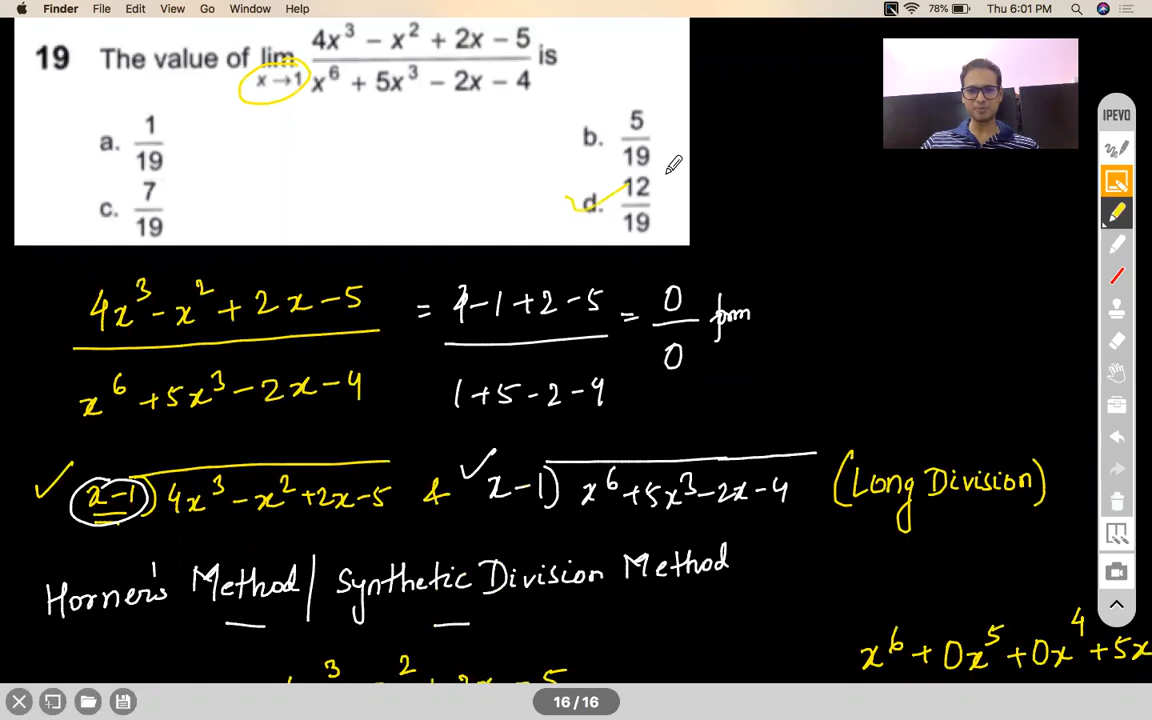 Finder File Edit View Go Window Help 78% Thu 6:01 PM
19 The value of lim x→1 (4x³ − x² + 2x − 5)/(x⁶ + 5x³ − 2x − 4) is
a. 1/19 b. 5/19
c. 7/19 d. 12/19
IPEVO
(4x³ − x² + 2x − 5)/(x⁶ + 5x³ − 2x − 4) = (4 − 1 + 2 − 5)/(1 + 5 − 2 − 4) = 0/0 form
x−1) 4x³ − x² + 2x − 5 & x−1) x⁶ + 5x³ − 2x − 4 (Long Division)
Horner's Method | Synthetic Division Method
x⁶ + 0x⁵ + 0x⁴ + 5x
16 / 16